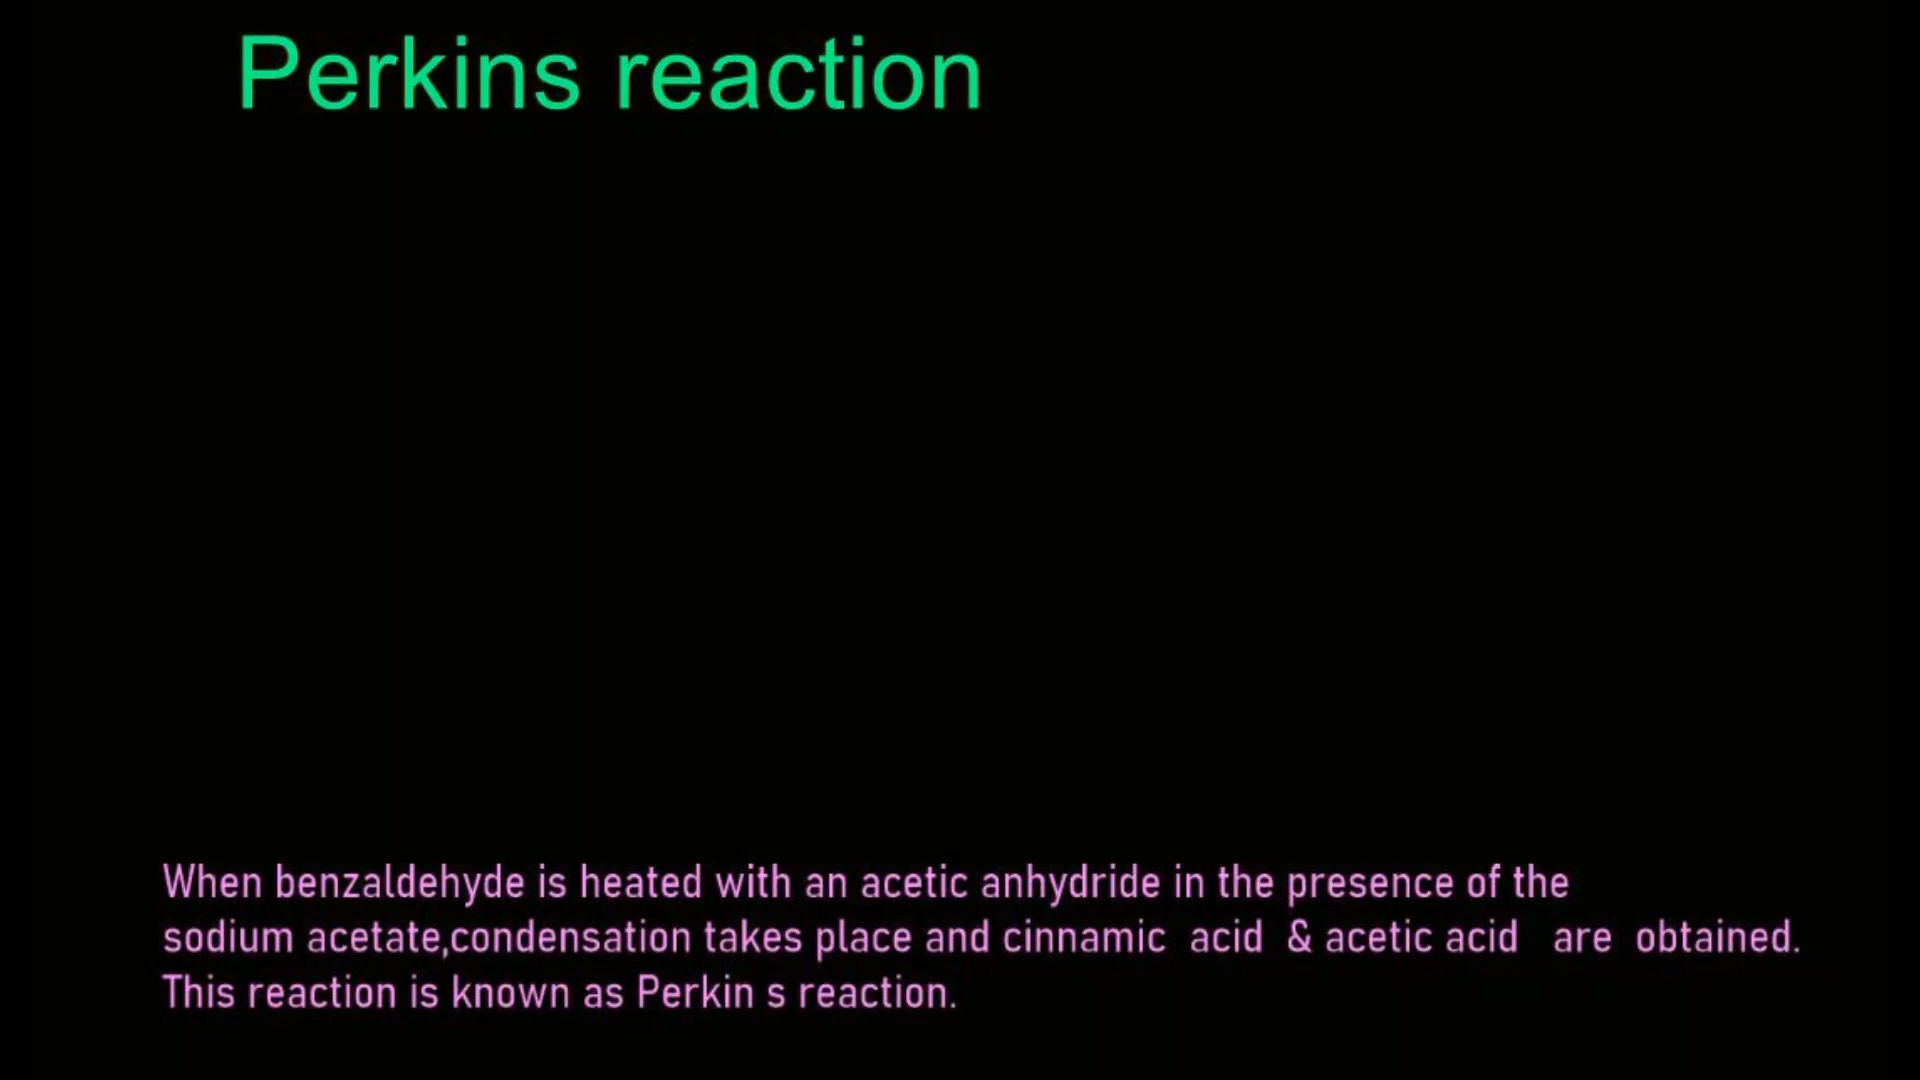 Perkins reaction
When benzaldehyde is heated with an acetic anhydride in the presence of the
sodium acetate,condensation takes place and cinnamic acid & acetic acid are obtained.
This reaction is known as Perkin s reaction.